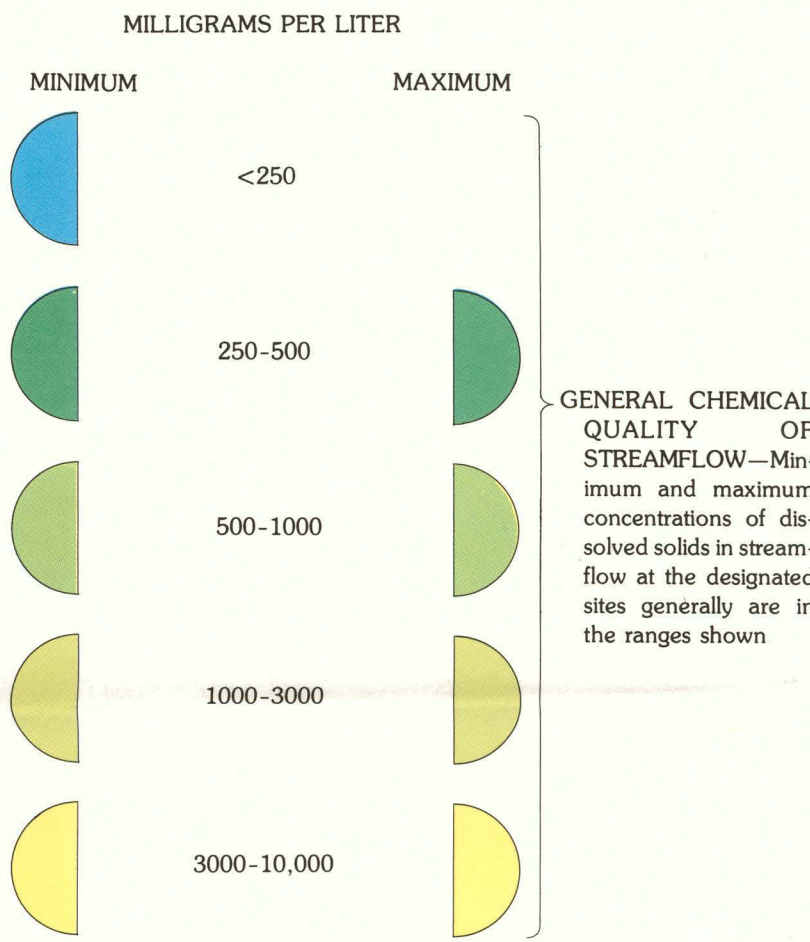 MILLIGRAMS PER LITER
MINIMUM
MAXIMUM
<250
250-500
500-1000
1000-3000
3000-10,000
GENERAL CHEMICAL
QUALITY OF
STREAMFLOW—Min-
imum and maximum
concentrations of dis-
solved solids in stream-
flow at the designated
sites generally are in
the ranges shown